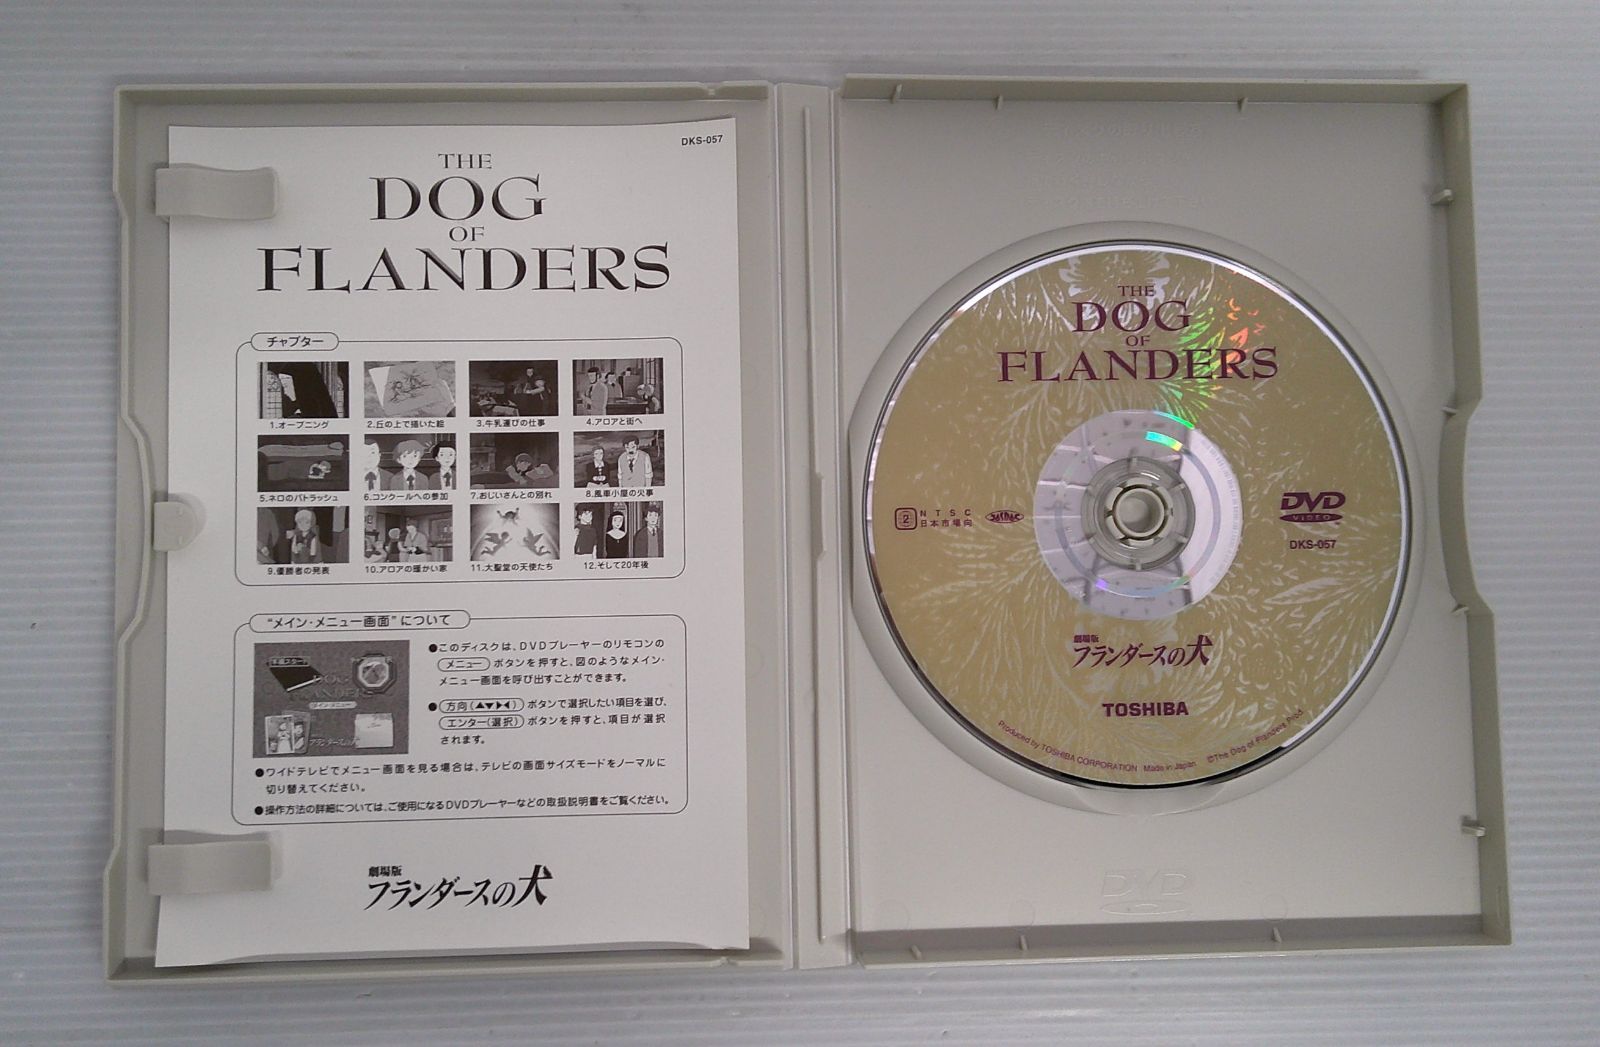 DKS-057
THE
DOG
OF
FLANDERS
チャプター
1.オープニング
2.丘の上で描いた絵
3.牛乳運びの仕事
4.アロアと街へ
5.ネロのパトラッシュ
6.コンクールへの参加
7.おじいさんとの別れ
8.風車小屋の火事
9.優勝者の発表
10.アロアの暖かい家
11.大聖堂の天使たち
12.そして20年後
“メイン・メニュー画面”について
●このディスクは、DVDプレーヤーのリモコンの
メニュー ボタンを押すと、図のようなメイン・
メニュー画面を呼び出すことができます。
●方向(▲▼▶◀) ボタンで選択したい項目を選び、
エンター(選択) ボタンを押すと、項目が選択
されます。
●ワイドテレビでメニュー画面を見る場合は、テレビの画面サイズモードをノーマルに
切り替えてください。
●操作方法の詳細については、ご使用になるDVDプレーヤーなどの取扱説明書をご覧ください。
劇場版
フランダースの犬
THE
DOG
OF
FLANDERS
2 NTSC
日本市場向
DVD
VIDEO
DKS-057
劇場版
フランダースの犬
TOSHIBA
Produced by TOSHIBA CORPORATION Made in Japan ©The Dog of Flanders Prod.
DVD